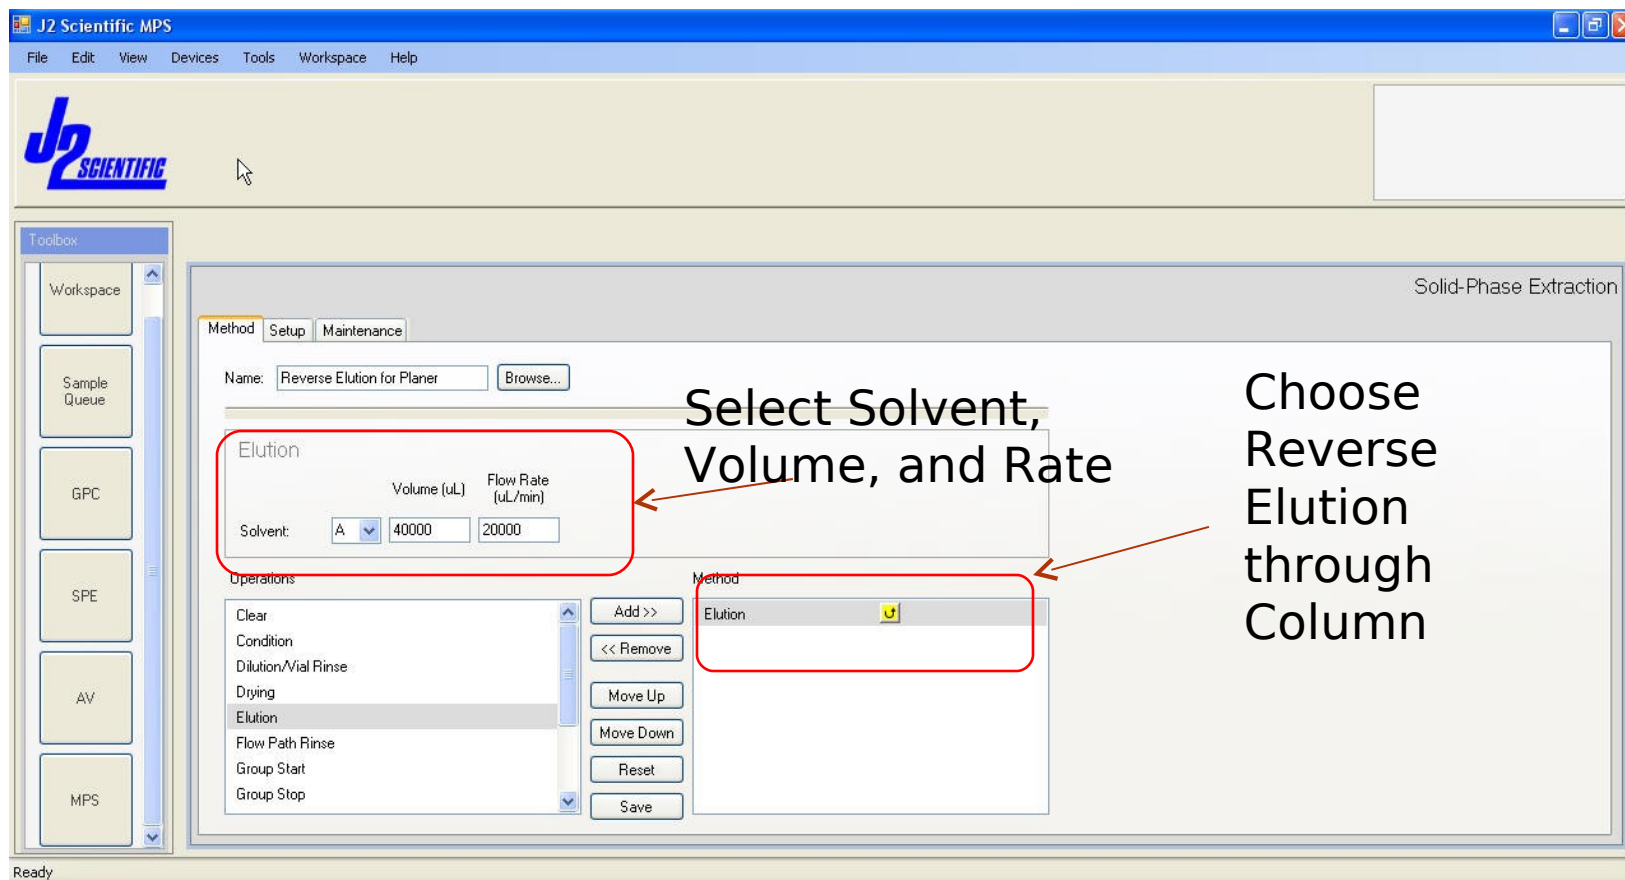 J2 Scientific MPS
File Edit View Devices Tools Workspace Help
J2 SCIENTIFIC
Toolbox
Workspace
Sample
Queue
GPC
SPE
AV
MPS
Solid-Phase Extraction
Method Setup Maintenance
Name: Reverse Elution for Planer Browse...
Elution
Volume (uL) Flow Rate
(uL/min)
Solvent: A 40000 20000
Select Solvent,
Volume, and Rate
Choose
Reverse
Elution
through
Column
Operations
Clear
Condition
Dilution/Vial Rinse
Drying
Elution
Flow Path Rinse
Group Start
Group Stop
Add >>
<< Remove
Move Up
Move Down
Reset
Save
Method
Elution
Ready